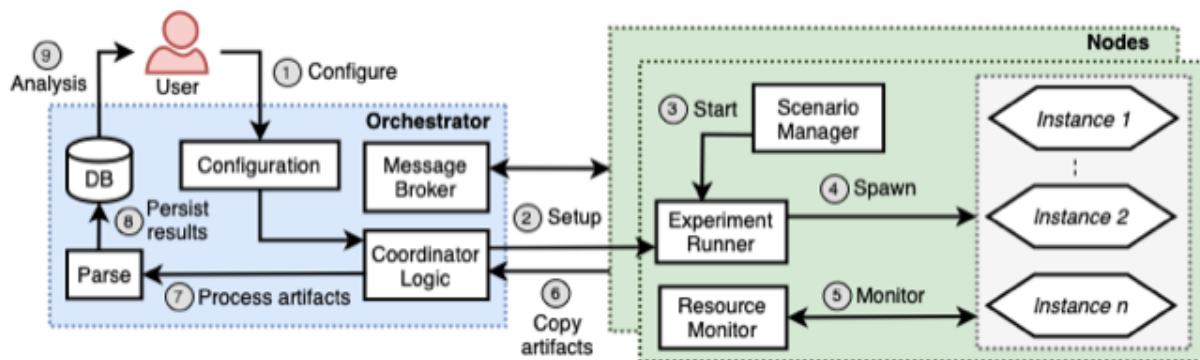 9
Analysis
User
1 Configure
Nodes
Orchestrator
DB
Configuration
Message
Broker
3 Start
Scenario
Manager
Instance 1
8 Persist
results
2 Setup
Experiment
Runner
4 Spawn
Instance 2
Parse
Coordinator
Logic
7 Process artifacts
6
Copy
artifacts
Resource
Monitor
5 Monitor
Instance n